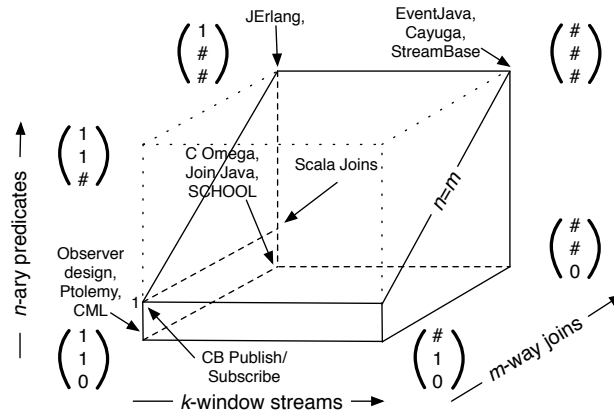 JErlang,
EventJava,
Cayuga,
StreamBase
1
#
#
#
#
#
1
1
#
C Omega,
Join Java,
SCHOOL
Scala Joins
n=m
n-ary predicates
#
#
0
Observer
design,
Ptolemy,
CML
1
1
1
0
CB Publish/
Subscribe
#
1
0
m-way joins
k-window streams